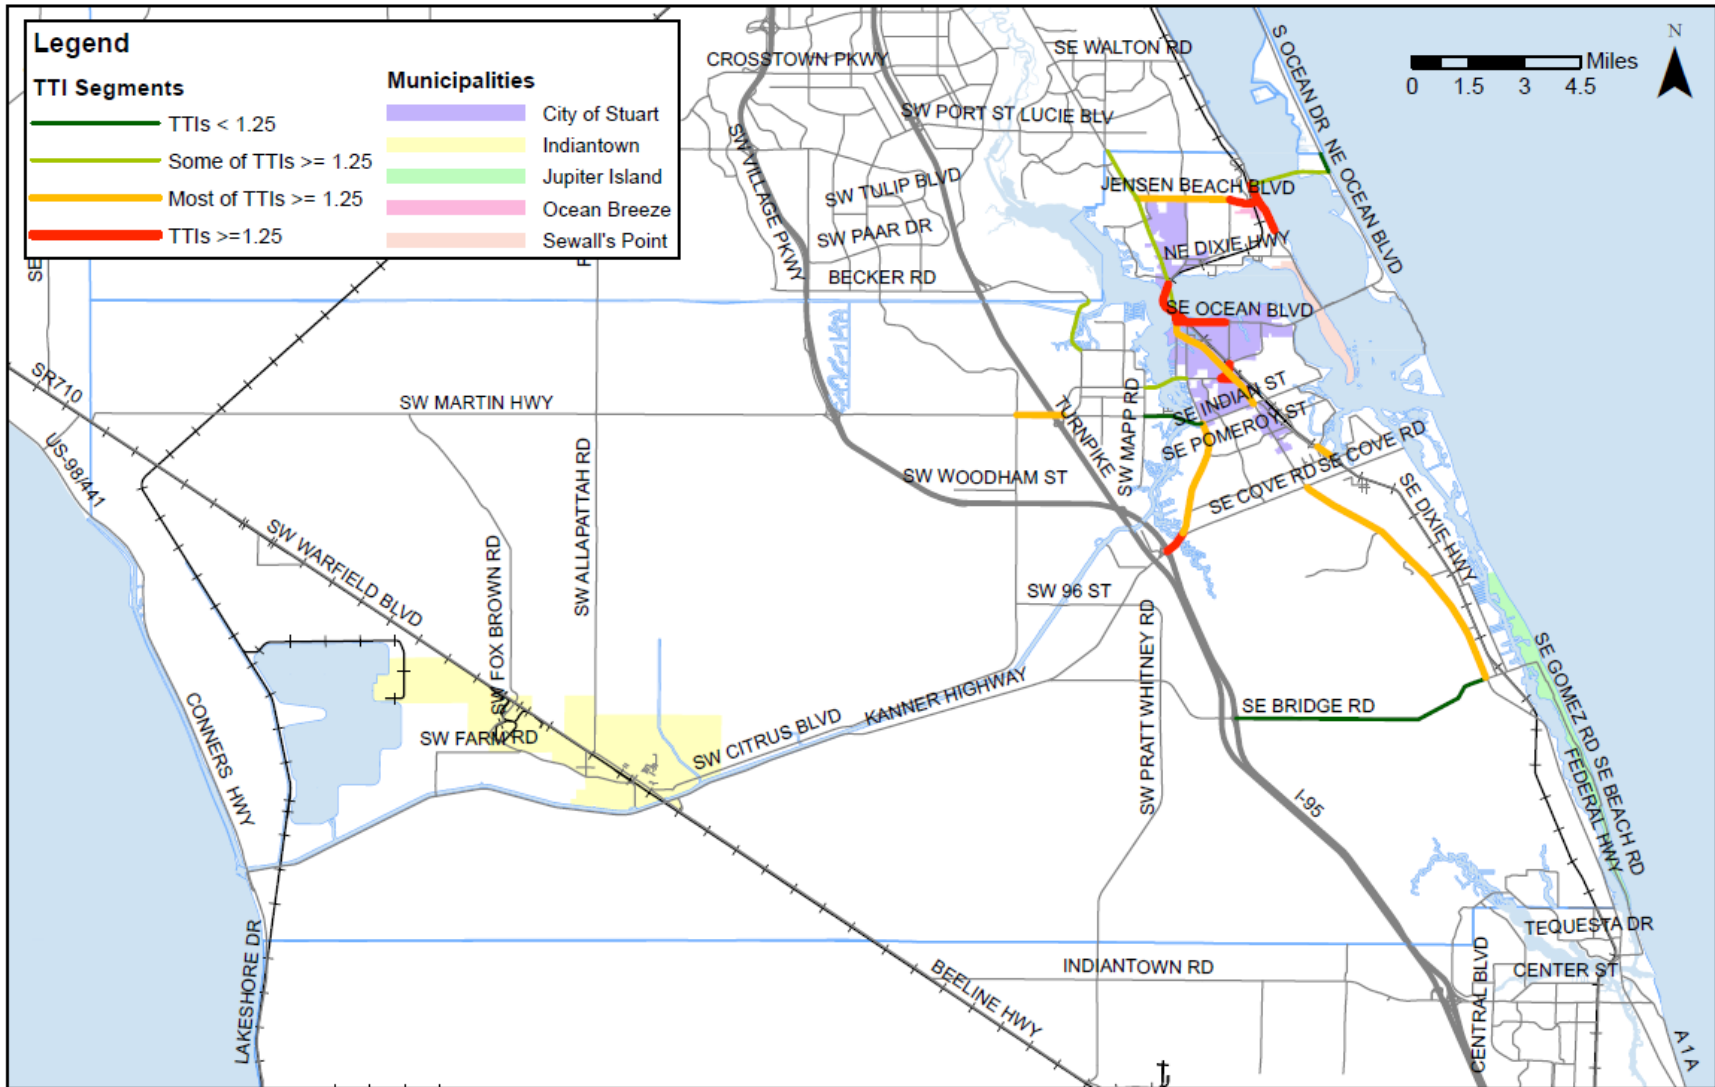 Legend
TTI Segments
TTIs < 1.25
Some of TTIs >= 1.25
Most of TTIs >= 1.25
TTIs >=1.25
Municipalities
City of Stuart
Indiantown
Jupiter Island
Ocean Breeze
Sewall's Point
N
Miles
0 1.5 3 4.5
CROSSTOWN PKWY
SE WALTON RD
S OCEAN DR
NE OCEAN BLVD
SW PORT ST LUCIE BLV
SW VILLAGE PKWY
SW TULIP BLVD
JENSEN BEACH BLVD
SW PAAR DR
NE DIXIE HWY
BECKER RD
SE
SE OCEAN BLVD
SR710
SW MARTIN HWY
US-98/441
TURNPIKE
SW MAPP RD
SE INDIAN ST
SE POMEROY ST
SE COVE RD
SE COVE RD
SW WOODHAM ST
SE DIXIE HWY
SW ALLAPATTAH RD
SW FOX BROWN RD
SW WARFIELD BLVD
SW 96 ST
SW PRATT WHITNEY RD
SE GOMEZ RD
SE BEACH RD
FEDERAL HWY
SE BRIDGE RD
KANNER HIGHWAY
SW CITRUS BLVD
SW FARM RD
CONNERS HWY
I-95
TEQUESTA DR
CENTER ST
CENTRAL BLVD
INDIANTOWN RD
BEELINE HWY
LAKESHORE DR
A 1 A